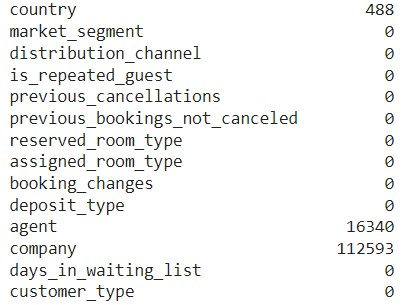 country 488
market_segment 0
distribution_channel 0
is_repeated_guest 0
previous_cancellations 0
previous_bookings_not_canceled 0
reserved_room_type 0
assigned_room_type 0
booking_changes 0
deposit_type 0
agent 16340
company 112593
days_in_waiting_list 0
customer_type 0